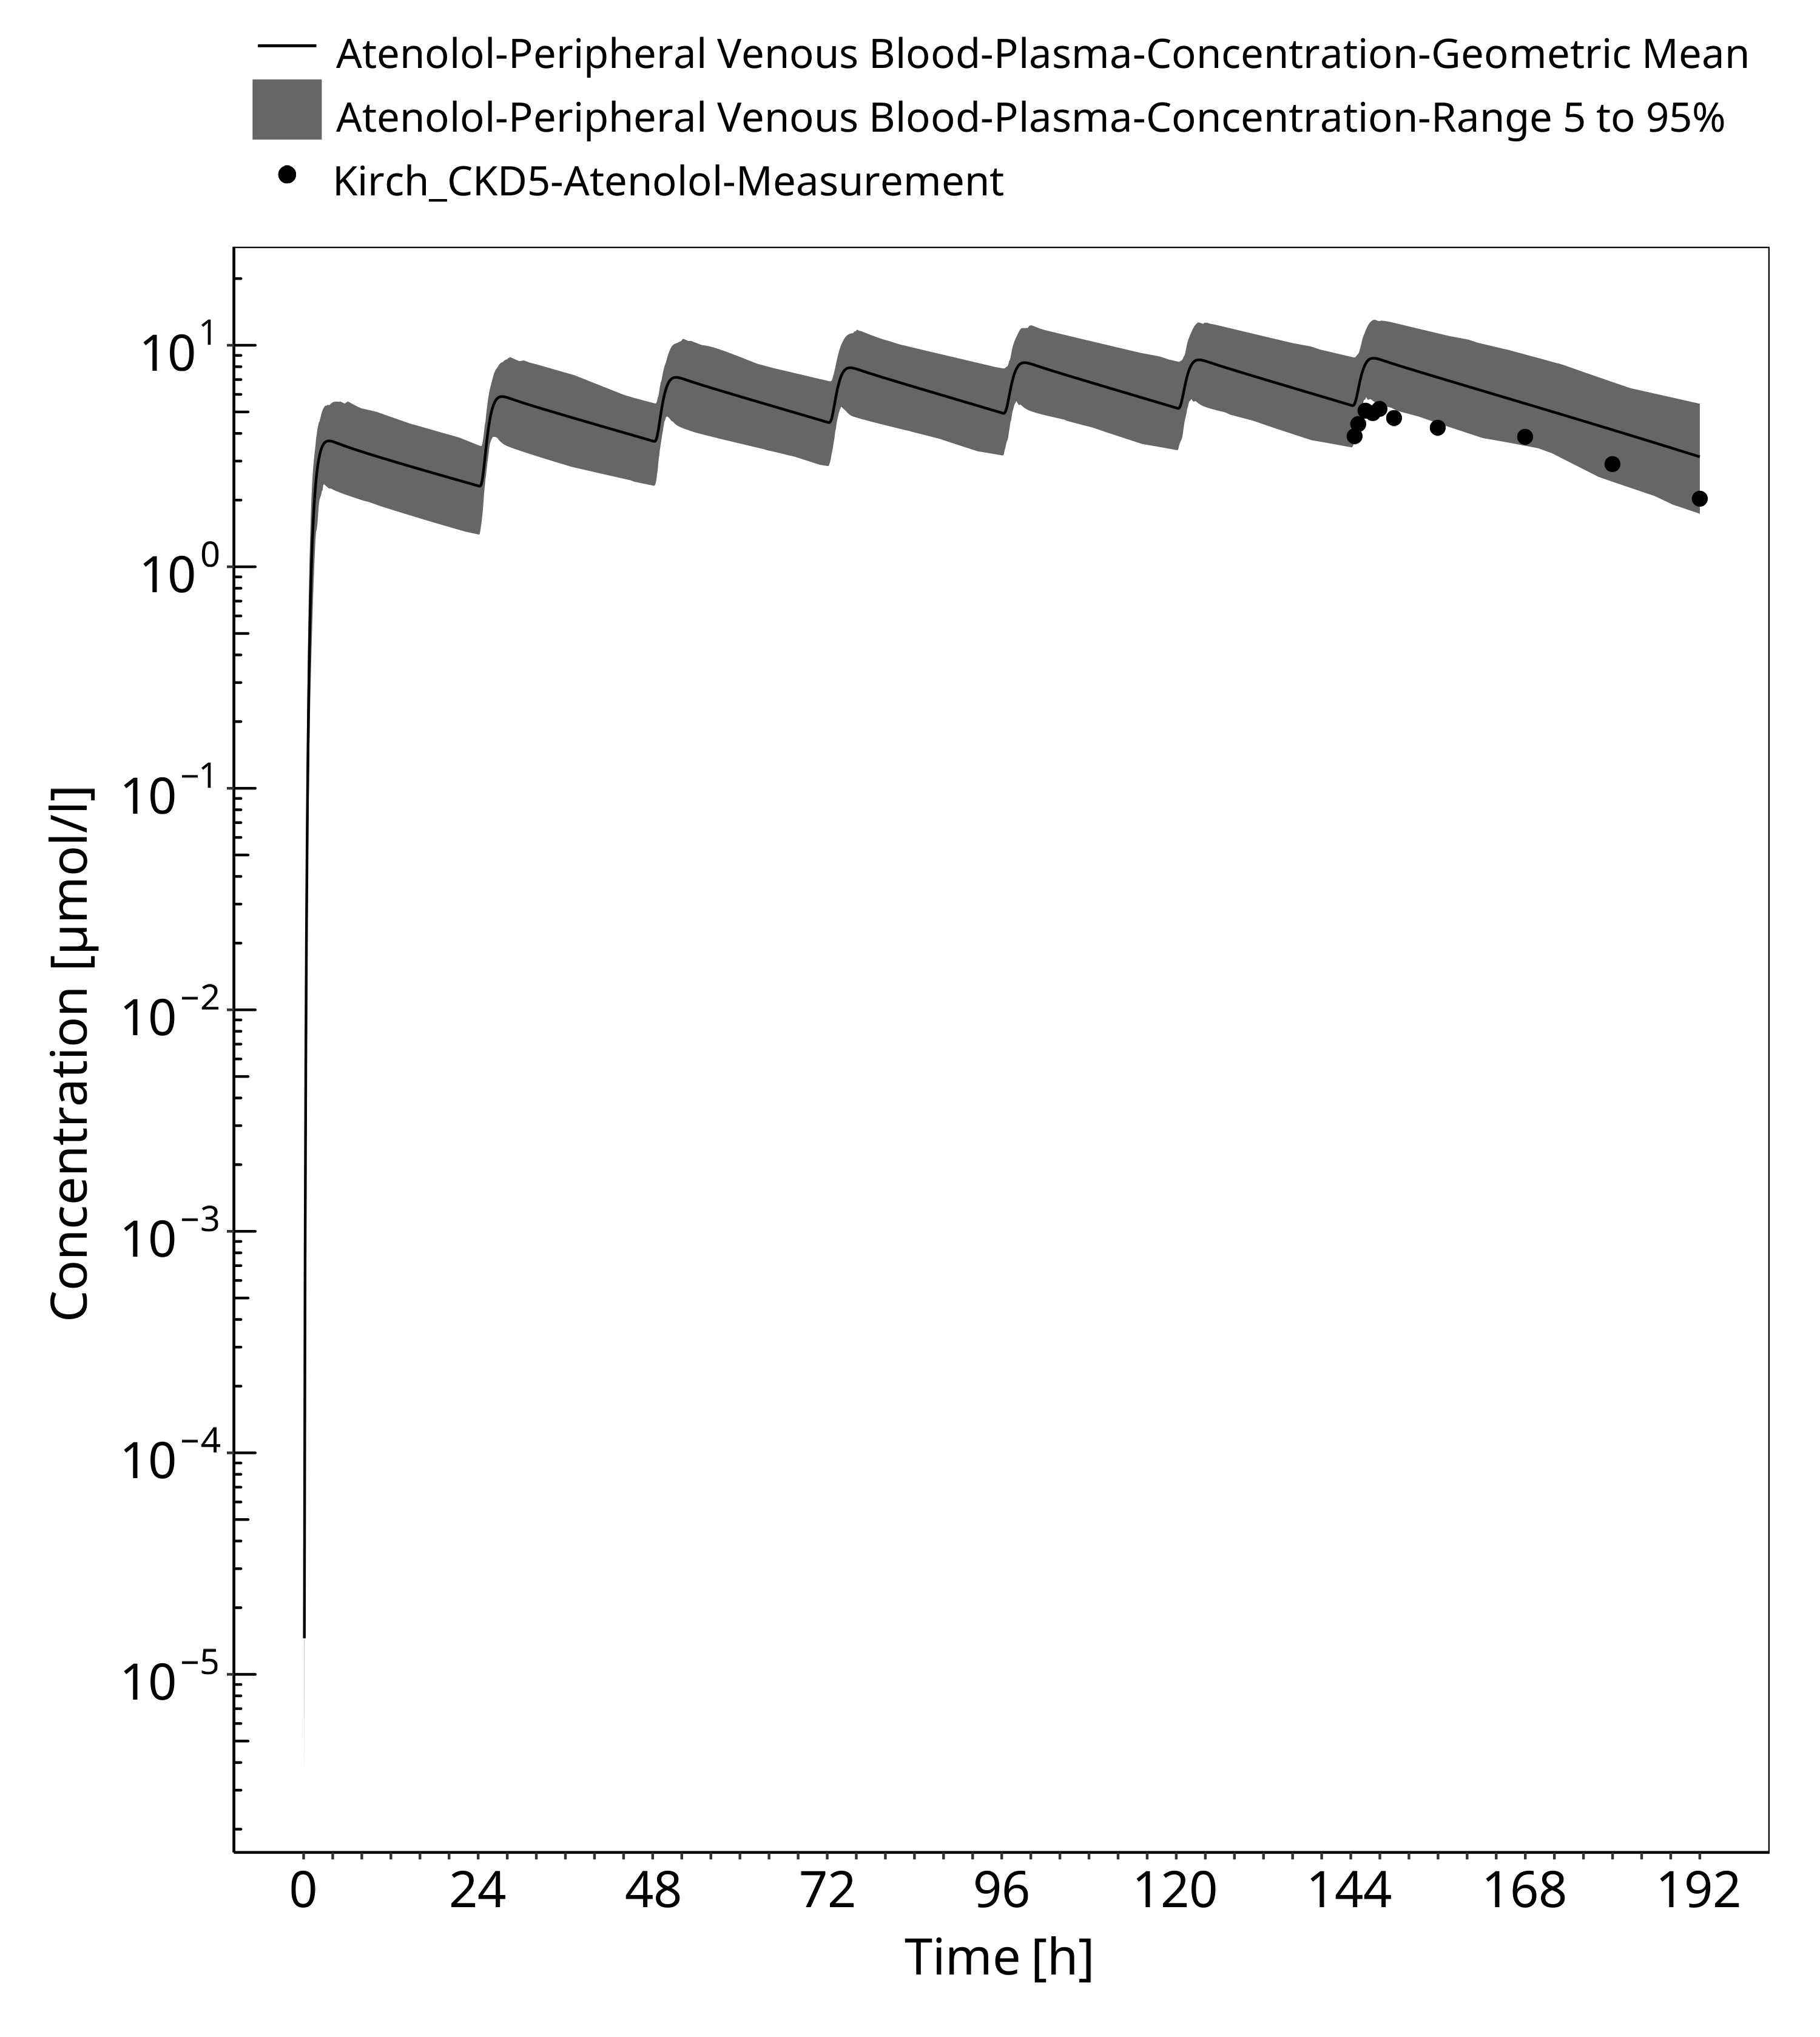 Atenolol-Peripheral Venous Blood-Plasma-Concentration-Geometric Mean
Atenolol-Peripheral Venous Blood-Plasma-Concentration-Range 5 to 95%
Kirch_CKD5-Atenolol-Measurement
10^1
10^0
10^−1
10^−2
10^−3
10^−4
10^−5
Concentration [µmol/l]
0 24 48 72 96 120 144 168 192
Time [h]